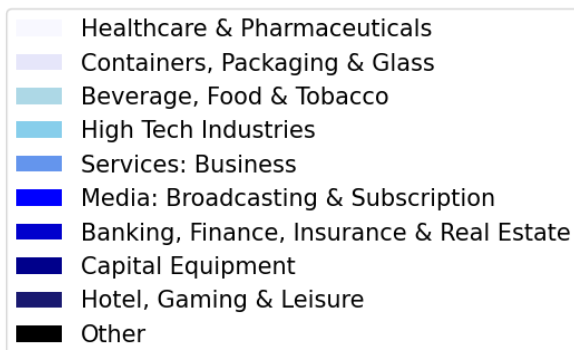 Healthcare & Pharmaceuticals
Containers, Packaging & Glass
Beverage, Food & Tobacco
High Tech Industries
Services: Business
Media: Broadcasting & Subscription
Banking, Finance, Insurance & Real Estate
Capital Equipment
Hotel, Gaming & Leisure
Other